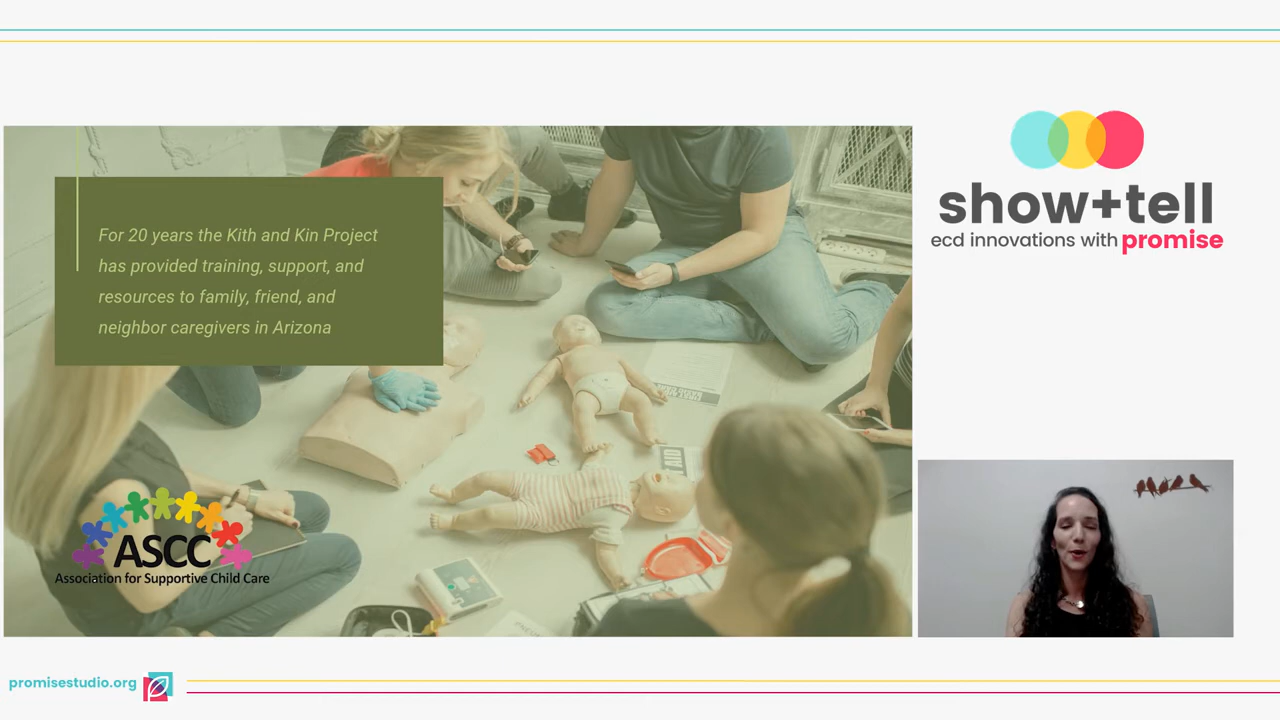 For 20 years the Kith and Kin Project
has provided training, support, and
resources to family, friend, and
neighbor caregivers in Arizona
ASCC
Association for Supportive Child Care
show+tell
ecd innovations with promise
promisestudio.org